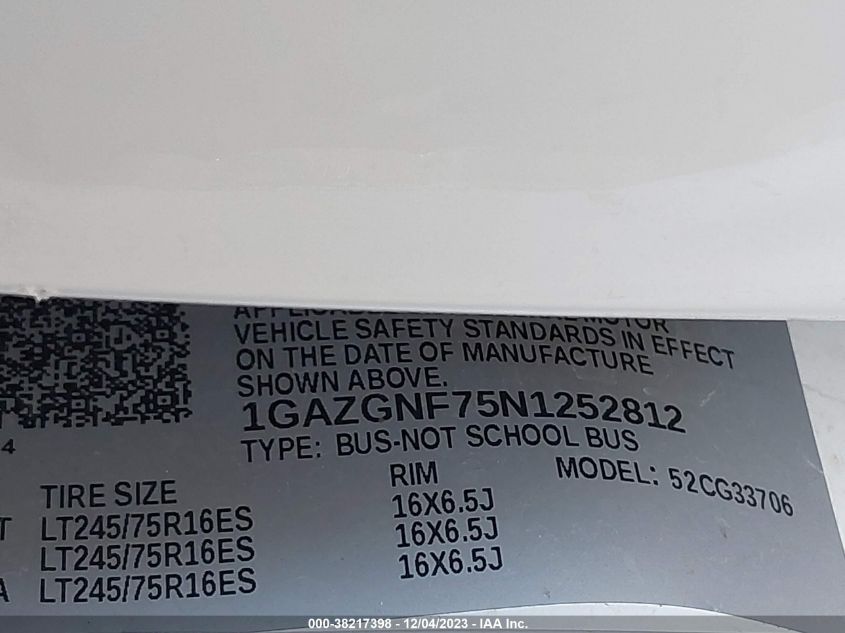 VEHICLE SAFETY STANDARDS IN EFFECT
ON THE DATE OF MANUFACTURE
SHOWN ABOVE.
1GAZGNF75N1252812
TYPE: BUS-NOT SCHOOL BUS
MODEL: 52CG33706
4
TIRE SIZE RIM
T LT245/75R16ES 16X6.5J
LT245/75R16ES 16X6.5J
A LT245/75R16ES 16X6.5J
000-38217398 - 12/04/2023 - IAA Inc.